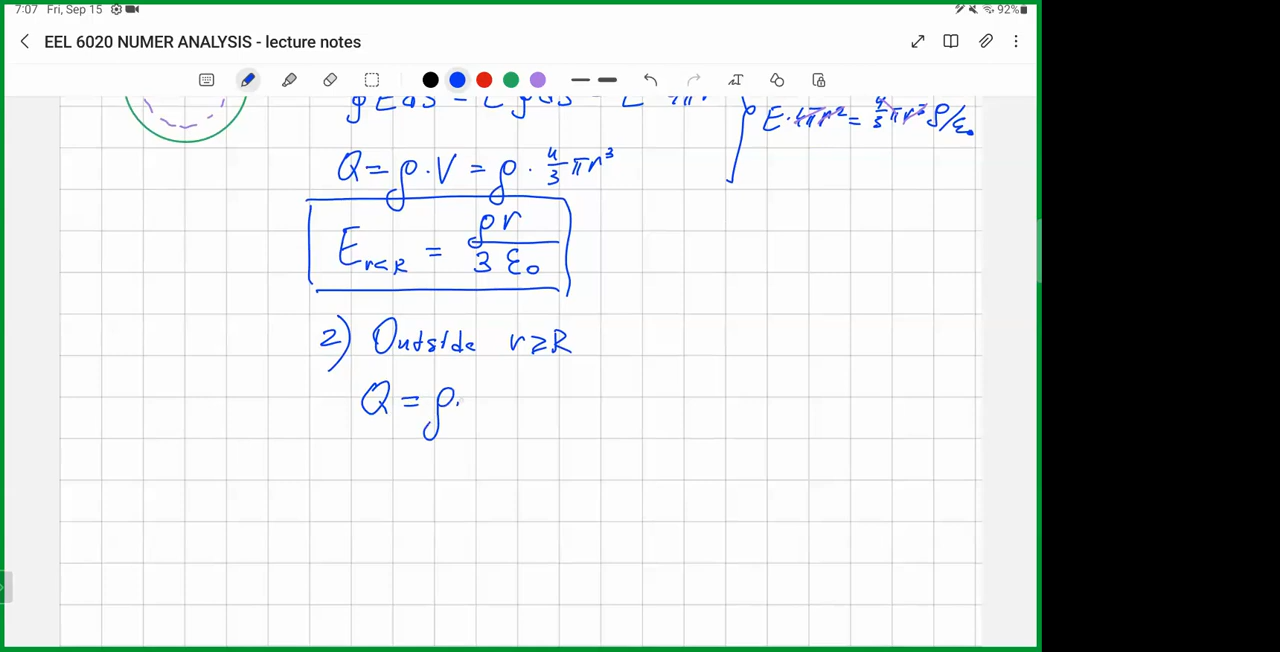 7:07 Fri, Sep 15 92%
EEL 6020 NUMER ANALYSIS - lecture notes
E·4πr² = 4/3 πr³ ρ/ε₀
Q = ρ·V = ρ · 4/3 πr³
E_{r<R} = ρr / 3ε₀
2) Outside r≥R
Q = ρ·